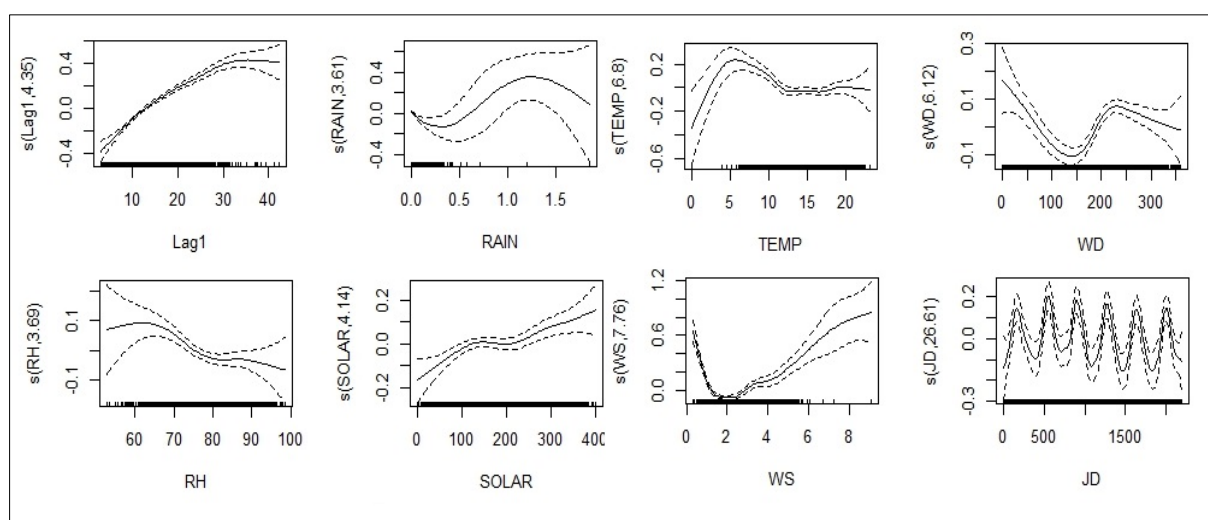 s(Lag1,4.35)
0.4
0.0
-0.4
10 20 30 40
Lag1
s(RAIN,3.61)
0.4
0.0
-0.4
0.0 0.5 1.0 1.5
RAIN
s(TEMP,6.8)
0.2
-0.2
-0.6
0 5 10 15 20
TEMP
s(WD,6.12)
0.3
0.1
-0.1
0 100 200 300
WD
s(RH,3.69)
0.1
-0.1
60 70 80 90 100
RH
s(SOLAR,4.14)
0.2
0.0
-0.2
0 100 200 300 400
SOLAR
s(WS,7.76)
1.2
0.6
0.0
0 2 4 6 8
WS
s(JD,26.61)
0.2
0.0
-0.3
0 500 1500
JD